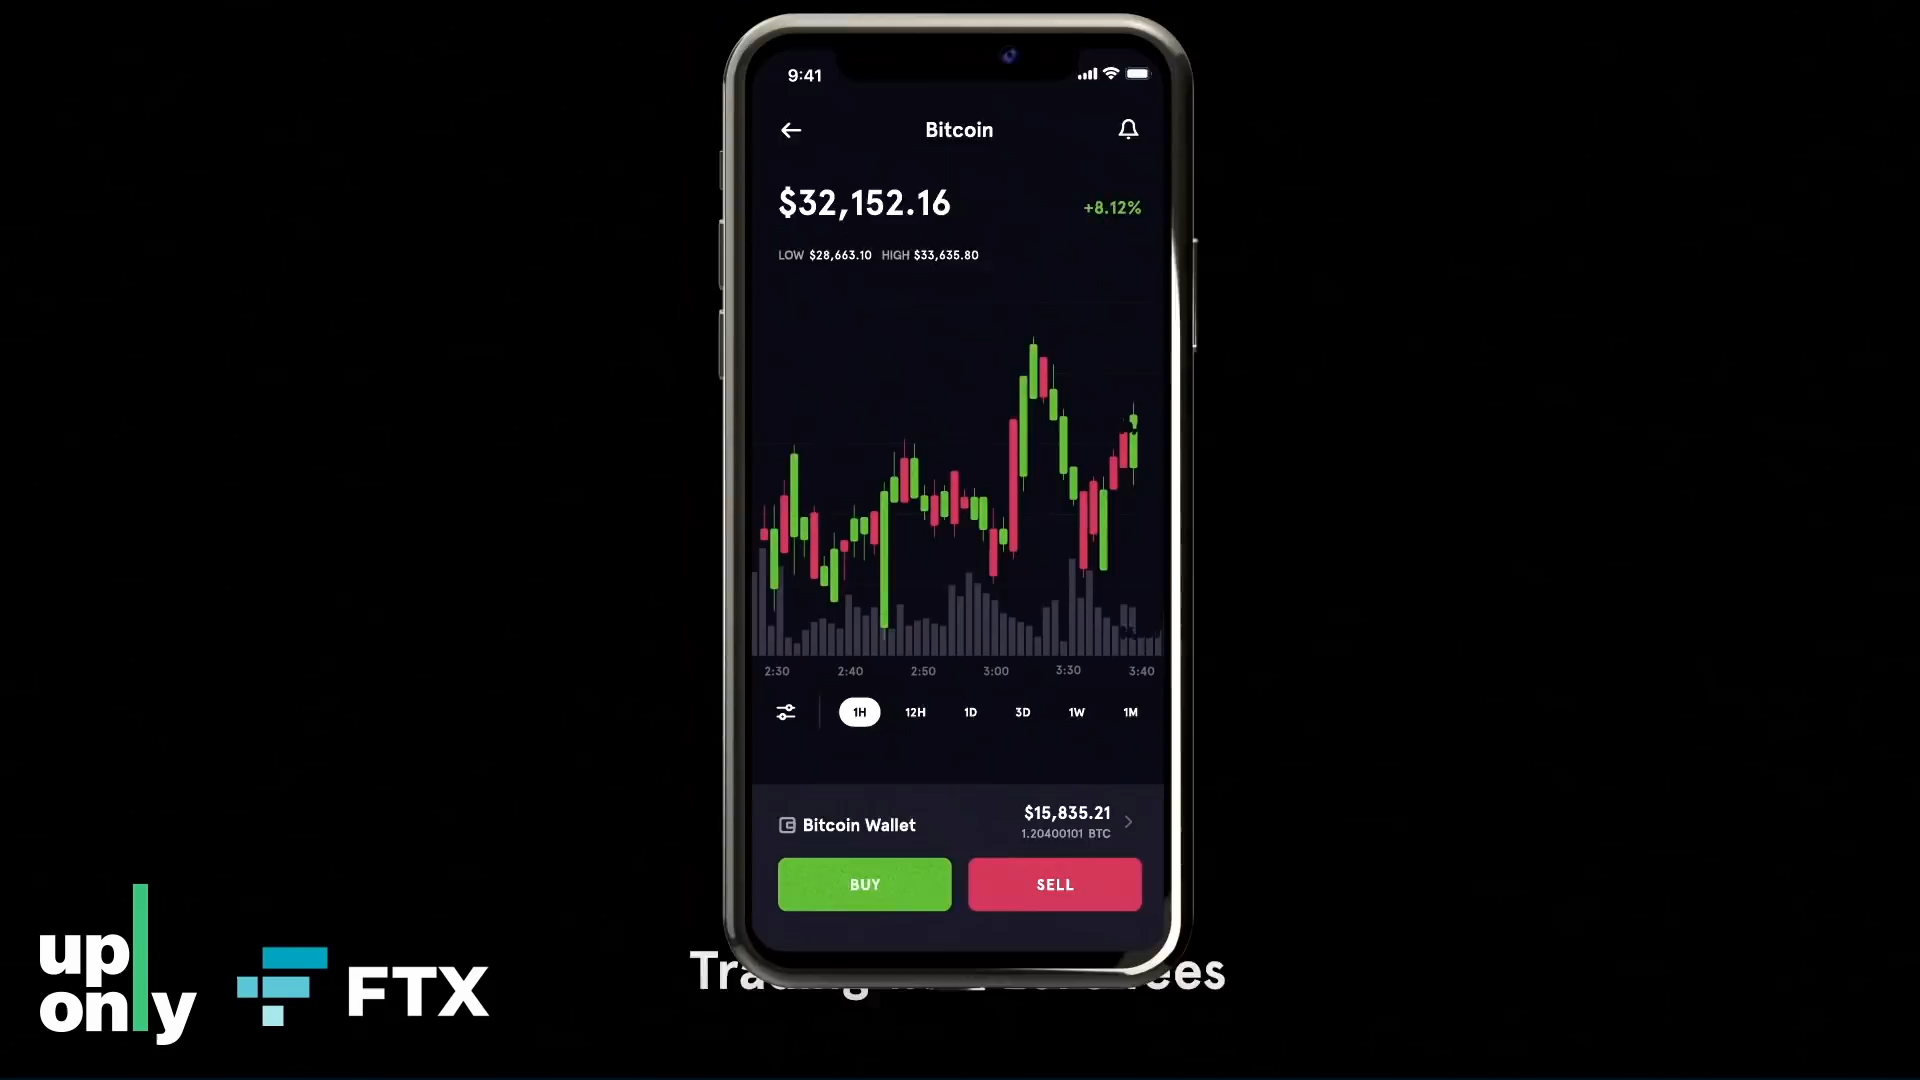 9:41
Bitcoin
$32,152.16
+8.12%
LOW $28,663.10 HIGH $33,635.80
2:30 2:40 2:50 3:00 3:30 3:40
1H 12H 1D 3D 1W 1M
Bitcoin Wallet
$15,835.21
1.20400101 BTC
BUY SELL
up
only
FTX